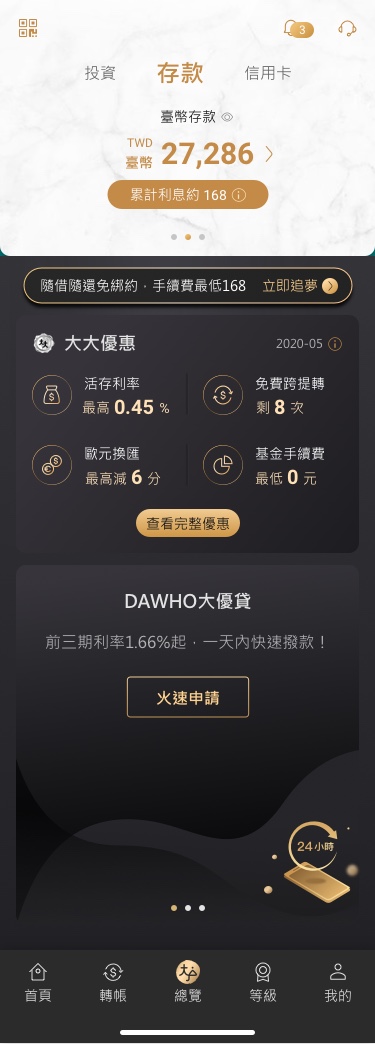 3
投資 存款 信用卡
臺幣存款
TWD
臺幣 27,286
累計利息約 168
隨借隨還免綁約．手續費最低168 立即追夢
大大優惠 2020-05
活存利率 免費跨提轉
最高 0.45 % 剩 8 次
歐元換匯 基金手續費
最高減 6 分 最低 0 元
查看完整優惠
DAWHO大優貸
前三期利率1.66%起．一天內快速撥款！
火速申請
24小時
首頁 轉帳 總覽 等級 我的